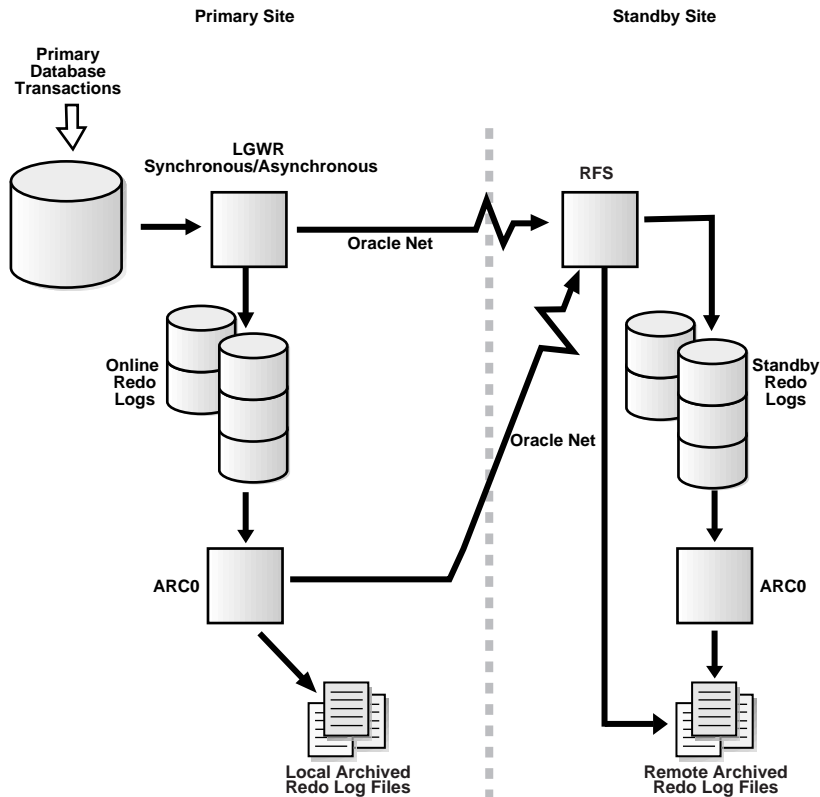 Primary Site
Standby Site
Primary
Database
Transactions
LGWR
Synchronous/Asynchronous
RFS
Oracle Net
Online
Redo
Logs
Standby
Redo
Logs
Oracle Net
ARC0
ARC0
Local Archived
Redo Log Files
Remote Archived
Redo Log Files